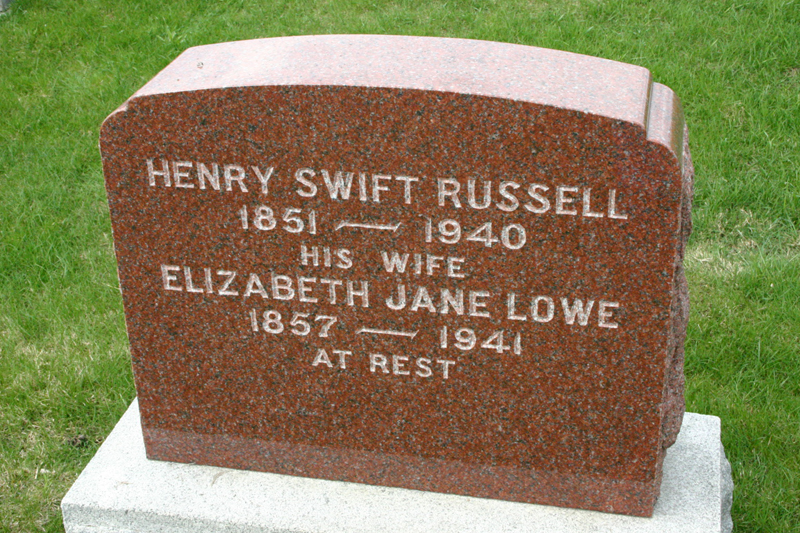 HENRY SWIFT RUSSELL
1851 — 1940
HIS WIFE
ELIZABETH JANE LOWE
1857 — 1941
AT REST